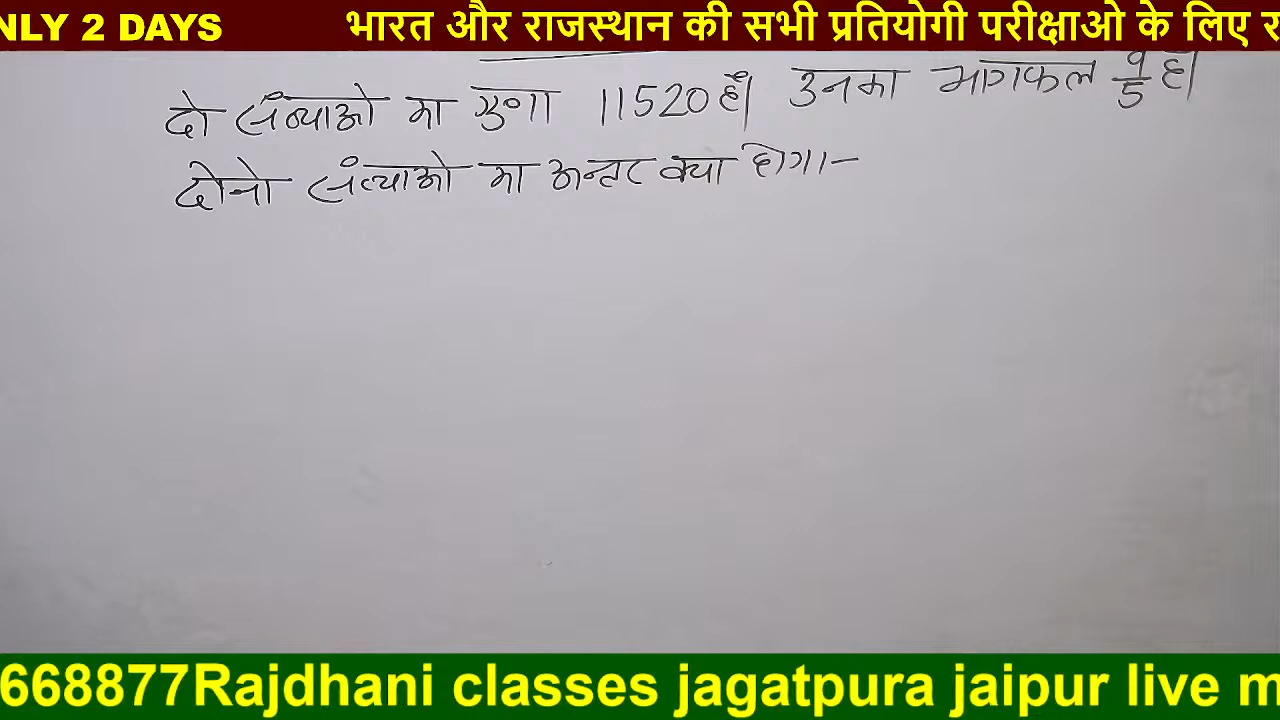 NLY 2 DAYS भारत और राजस्थान की सभी प्रतियोगी परीक्षाओ के लिए र
दो संख्याओ का गुणा 11520 हैं। उनका भागफल 9/5 है।
दोनो संख्याओ का अन्तर क्या होगा-
668877Rajdhani classes jagatpura jaipur live m